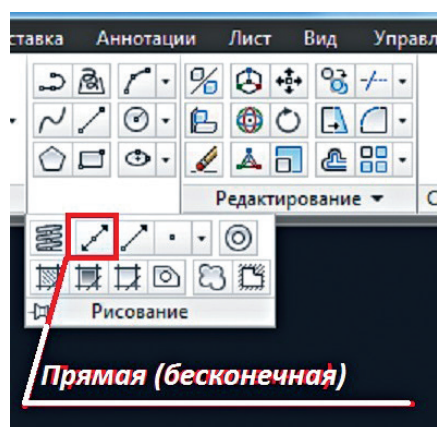 ставка Аннотации Лист Вид Управл
Редактирование
Рисование
Прямая (бесконечная)